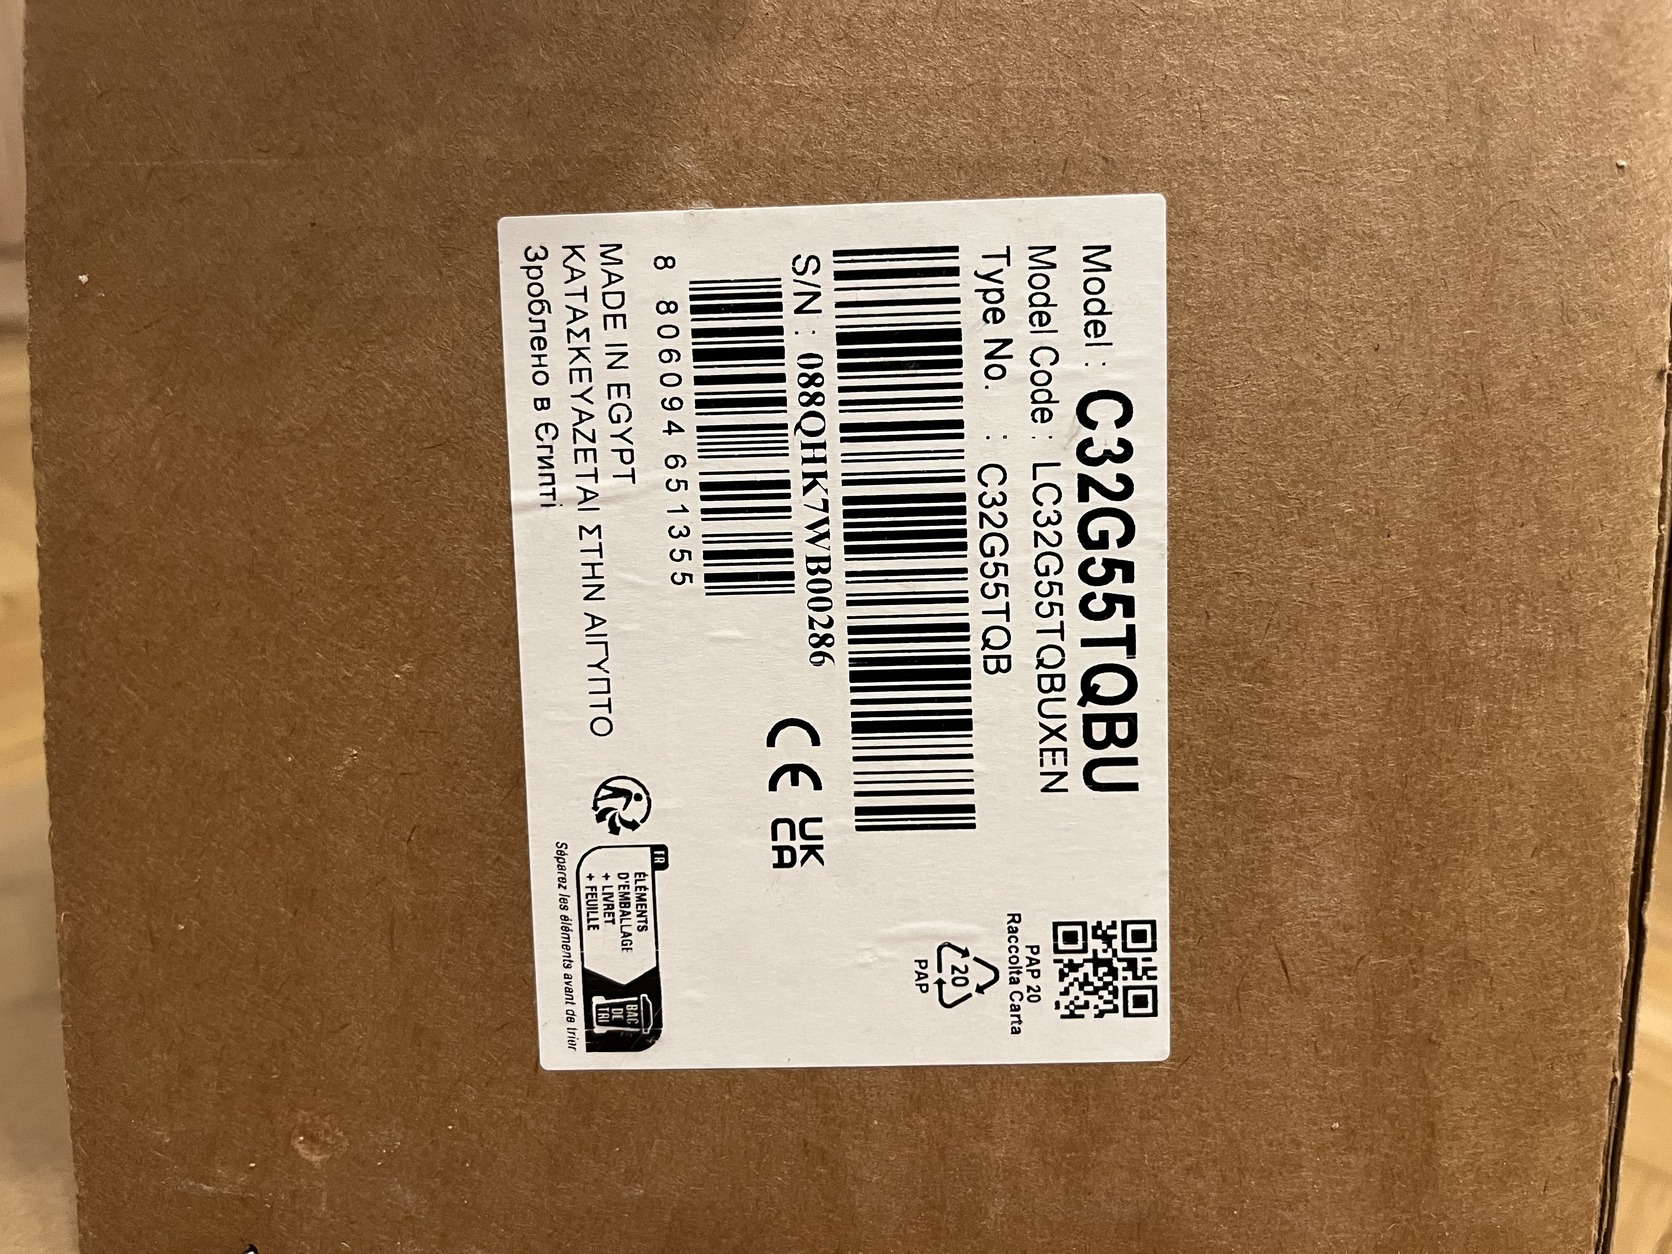 Model : C32G55TQBU
Model Code : LC32G55TQBUXEN
Type No. : C32G55TQB
S/N : 088QHK7WB00286
8 806094 651355
MADE IN EGYPT
ΚΑΤΑΣΚΕΥΑΖΕΤΑΙ ΣΤΗΝ ΑΙΓΥΠΤΟ
Зроблено в Єгипті
CE
UK
CA
PAP 20
Raccolta Carta
20
PAP
FR
ÉLÉMENTS
D'EMBALLAGE
+ LIVRET
+ FEUILLE
BAC
DE
TRI
Séparez les éléments avant de trier